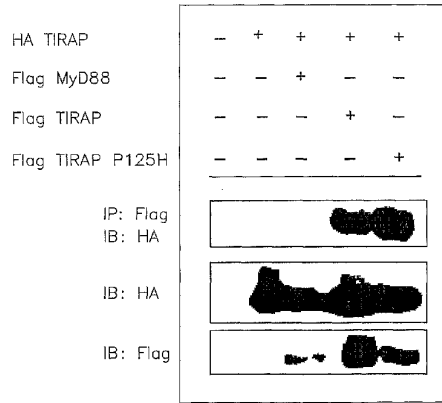 HA TIRAP – + + + +
Flag MyD88 – – + – –
Flag TIRAP – – – + –
Flag TIRAP P125H – – – – +
IP: Flag
IB: HA
IB: HA
IB: Flag